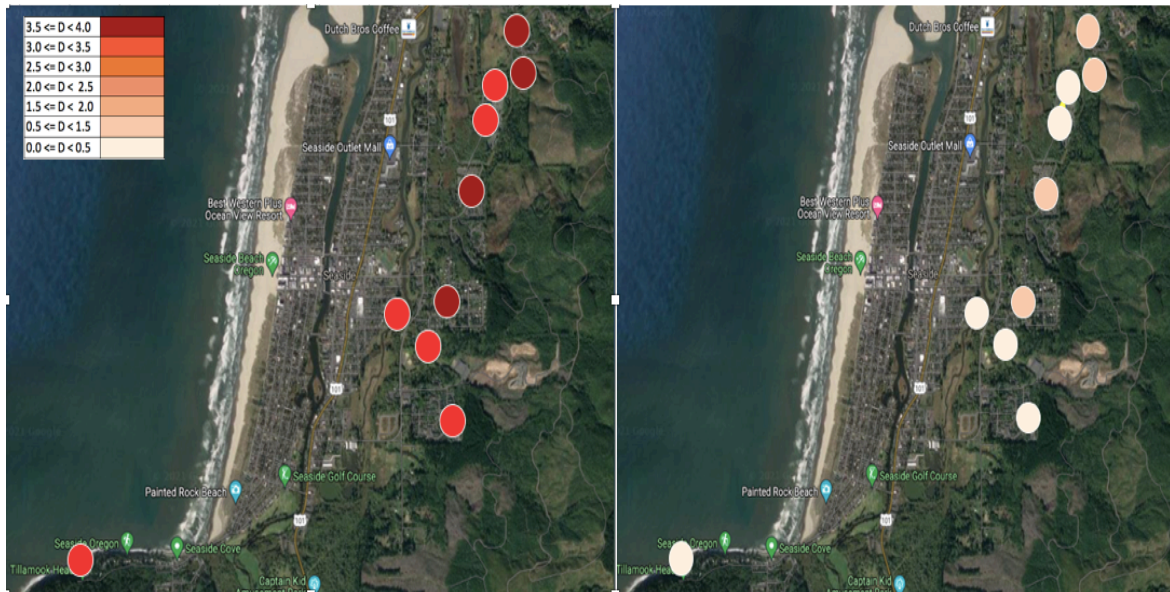 3.5 <= D < 4.0
3.0 <= D < 3.5
2.5 <= D < 3.0
2.0 <= D < 2.5
1.5 <= D < 2.0
0.5 <= D < 1.5
0.0 <= D < 0.5
Dutch Bros Coffee
101
Seaside Outlet Mall
Best Western Plus
Ocean View Resort
Seaside Beach
Oregon
Seaside
101
Seaside Golf Course
Painted Rock Beach
101
Seaside Oregon
Seaside Cove
Tillamook
Captain Kid
Amusement Park
Dutch Bros Coffee
101
Seaside Outlet Mall
Best Western Plus
Ocean View Resort
Seaside Beach
Oregon
Seaside
101
Seaside Golf Course
Painted Rock Beach
101
Seaside Oregon
Seaside Cove
Tillamook
Captain Kid
Amusement Park